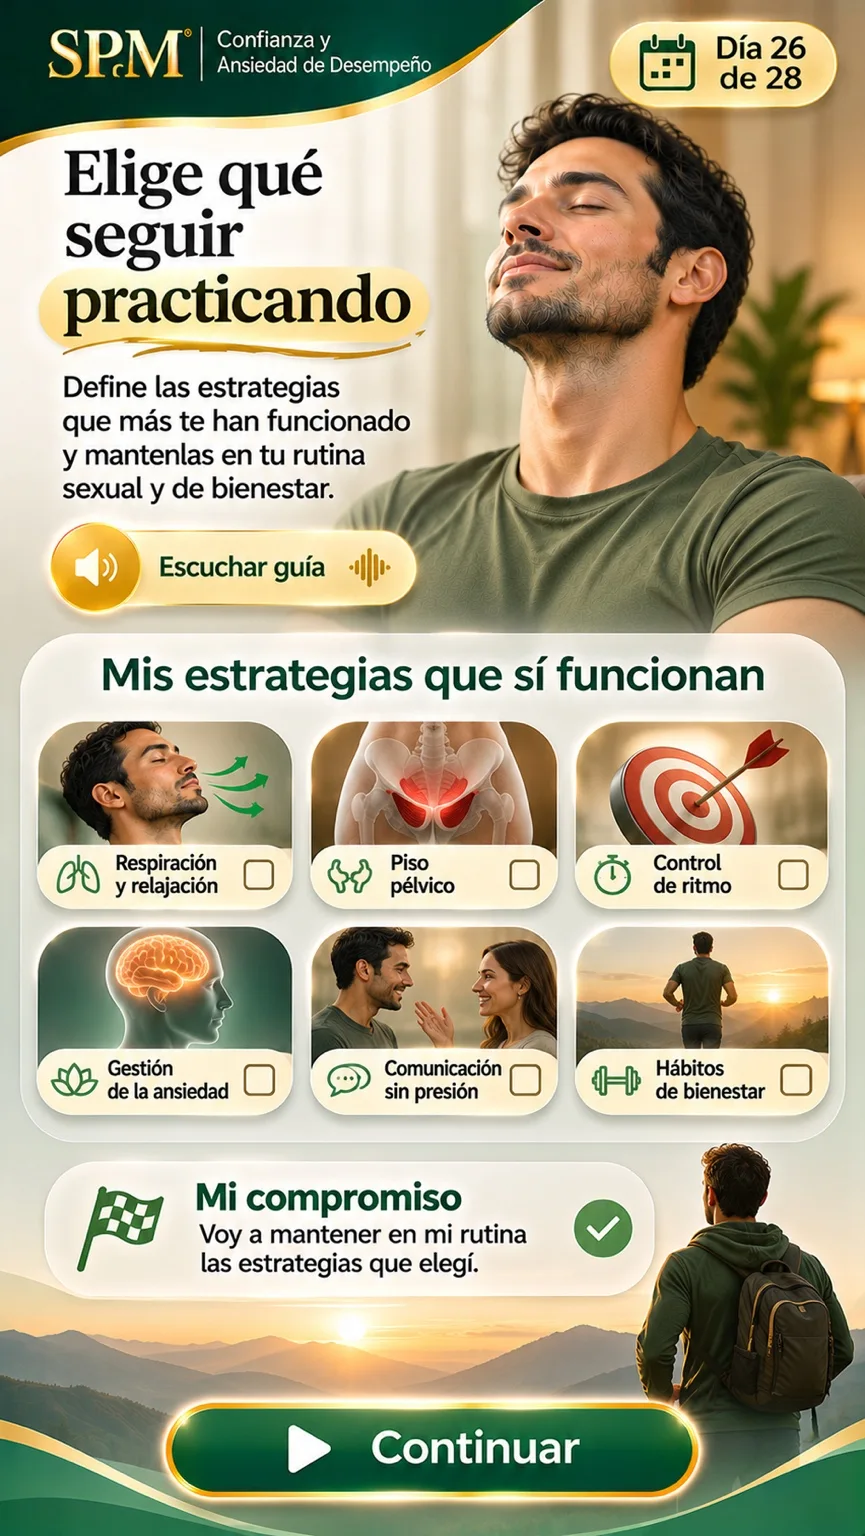 SPcM®
Confianza y
Ansiedad de Desempeño
Día 26
de 28
Elige qué
seguir
practicando
Define las estrategias
que más te han funcionado
y mantenlas en tu rutina
sexual y de bienestar.
Escuchar guía
Mis estrategias que sí funcionan
Respiración
y relajación
Piso
pélvico
Control
de ritmo
Gestión
de la ansiedad
Comunicación
sin presión
Hábitos
de bienestar
Mi compromiso
Voy a mantener en mi rutina
las estrategias que elegí.
Continuar